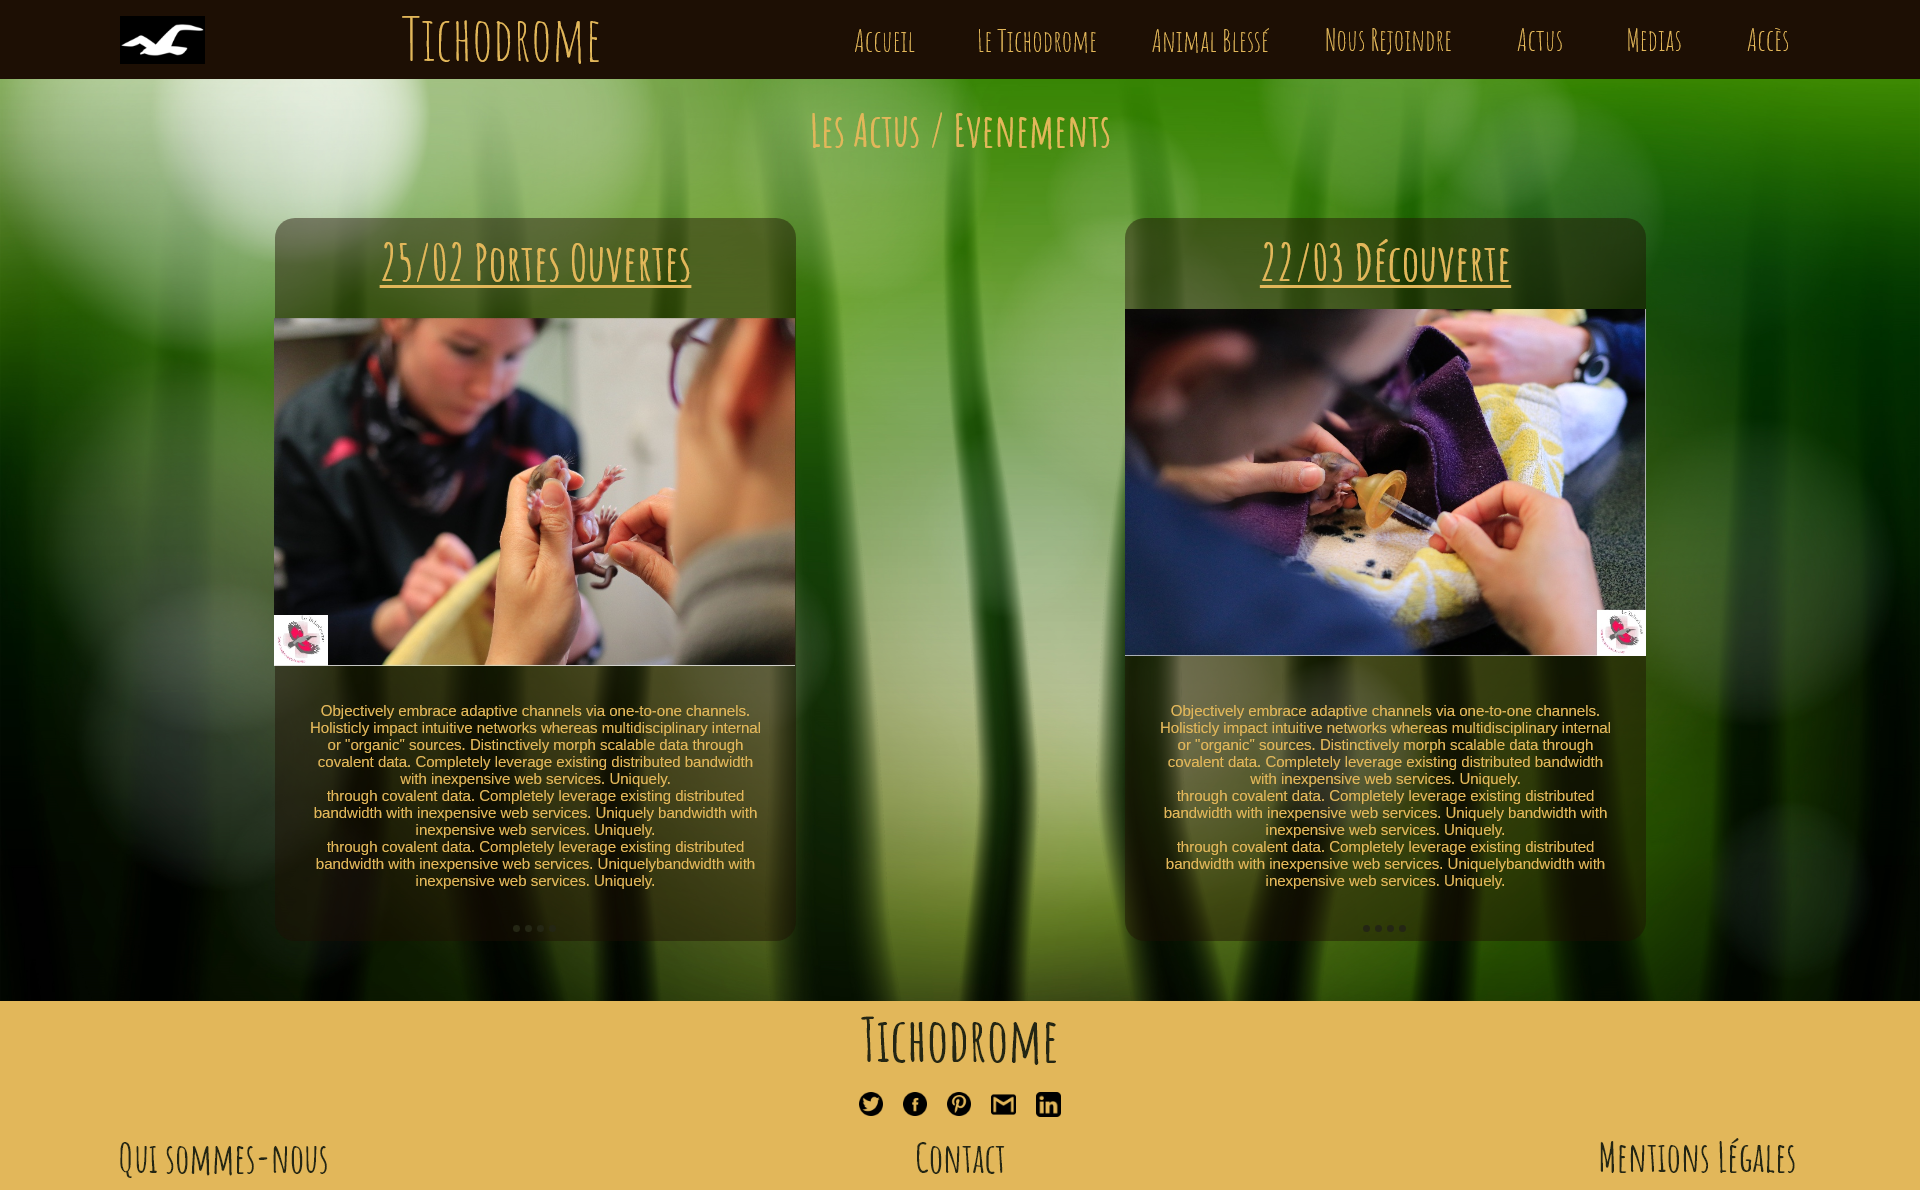 Tichodrome
Accueil
Le Tichodrome
Animal Blessé
Nous Rejoindre
Actus
Medias
Accès
Les Actus / Evenements
25/02 Portes Ouvertes
Objectively embrace adaptive channels via one-to-one channels.
Holisticly impact intuitive networks whereas multidisciplinary internal
or "organic" sources. Distinctively morph scalable data through
covalent data. Completely leverage existing distributed bandwidth
with inexpensive web services. Uniquely.
through covalent data. Completely leverage existing distributed
bandwidth with inexpensive web services. Uniquely bandwidth with
inexpensive web services. Uniquely.
through covalent data. Completely leverage existing distributed
bandwidth with inexpensive web services. Uniquelybandwidth with
inexpensive web services. Uniquely.
22/03 Découverte
Objectively embrace adaptive channels via one-to-one channels.
Holisticly impact intuitive networks whereas multidisciplinary internal
or "organic" sources. Distinctively morph scalable data through
covalent data. Completely leverage existing distributed bandwidth
with inexpensive web services. Uniquely.
through covalent data. Completely leverage existing distributed
bandwidth with inexpensive web services. Uniquely bandwidth with
inexpensive web services. Uniquely.
through covalent data. Completely leverage existing distributed
bandwidth with inexpensive web services. Uniquelybandwidth with
inexpensive web services. Uniquely.
Tichodrome
Qui sommes-nous
Contact
Mentions Légales